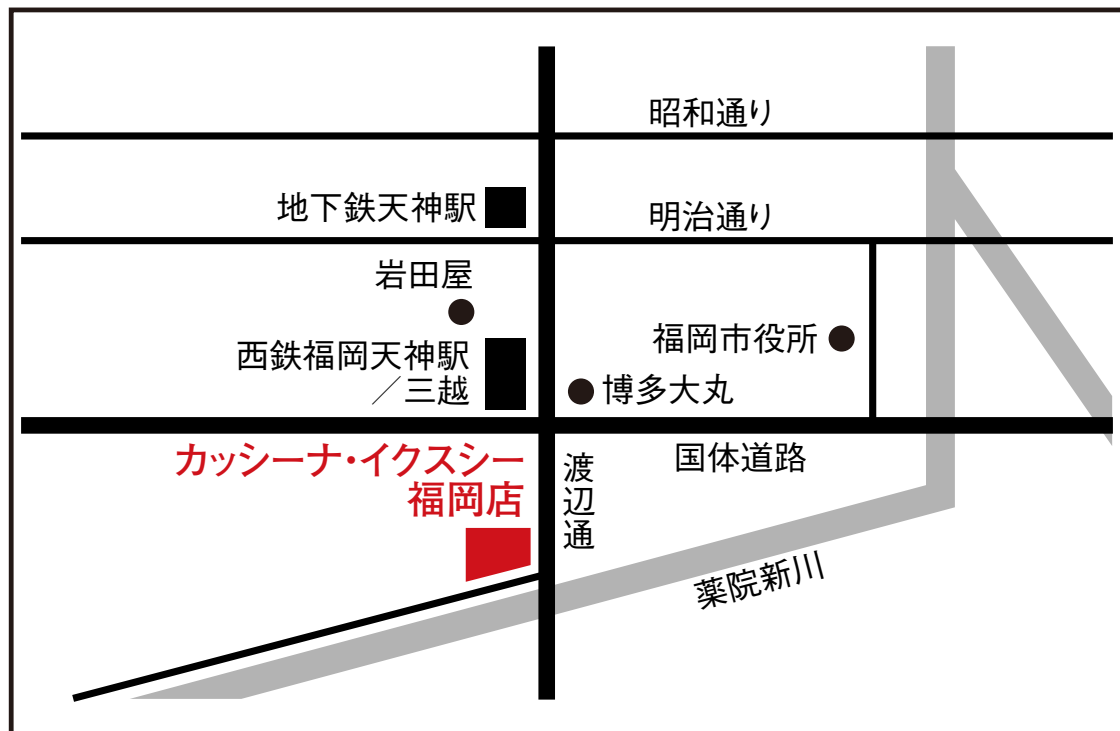 昭和通り
地下鉄天神駅
明治通り
岩田屋
西鉄福岡天神駅
／三越
福岡市役所
博多大丸
カッシーナ・イクスシー
福岡店
渡辺通
国体道路
薬院新川